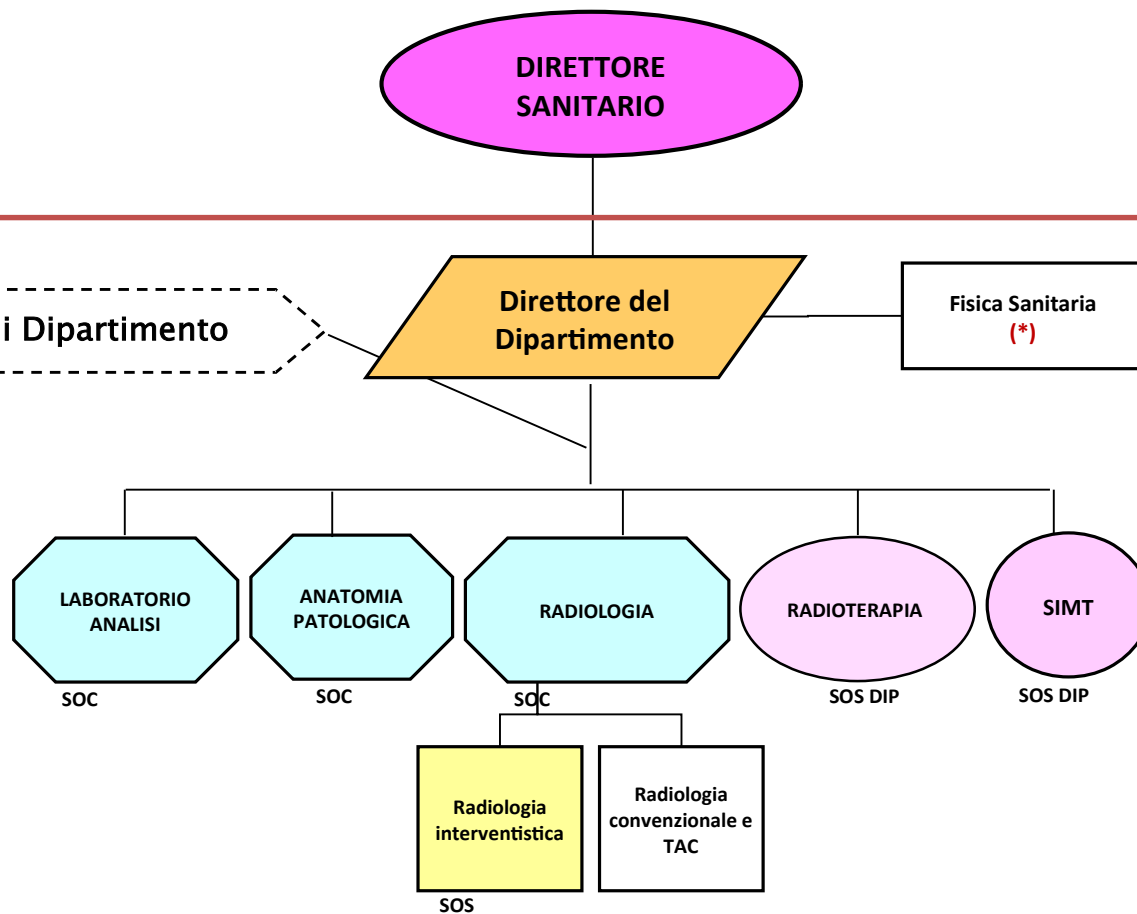 DIRETTORE
SANITARIO
i Dipartimento
Direttore del
Dipartimento
Fisica Sanitaria
(*)
LABORATORIO
ANALISI
ANATOMIA
PATOLOGICA
RADIOLOGIA
RADIOTERAPIA
SIMT
SOC
SOC
SOC
SOS DIP
SOS DIP
Radiologia
interventistica
Radiologia
convenzionale e
TAC
SOS